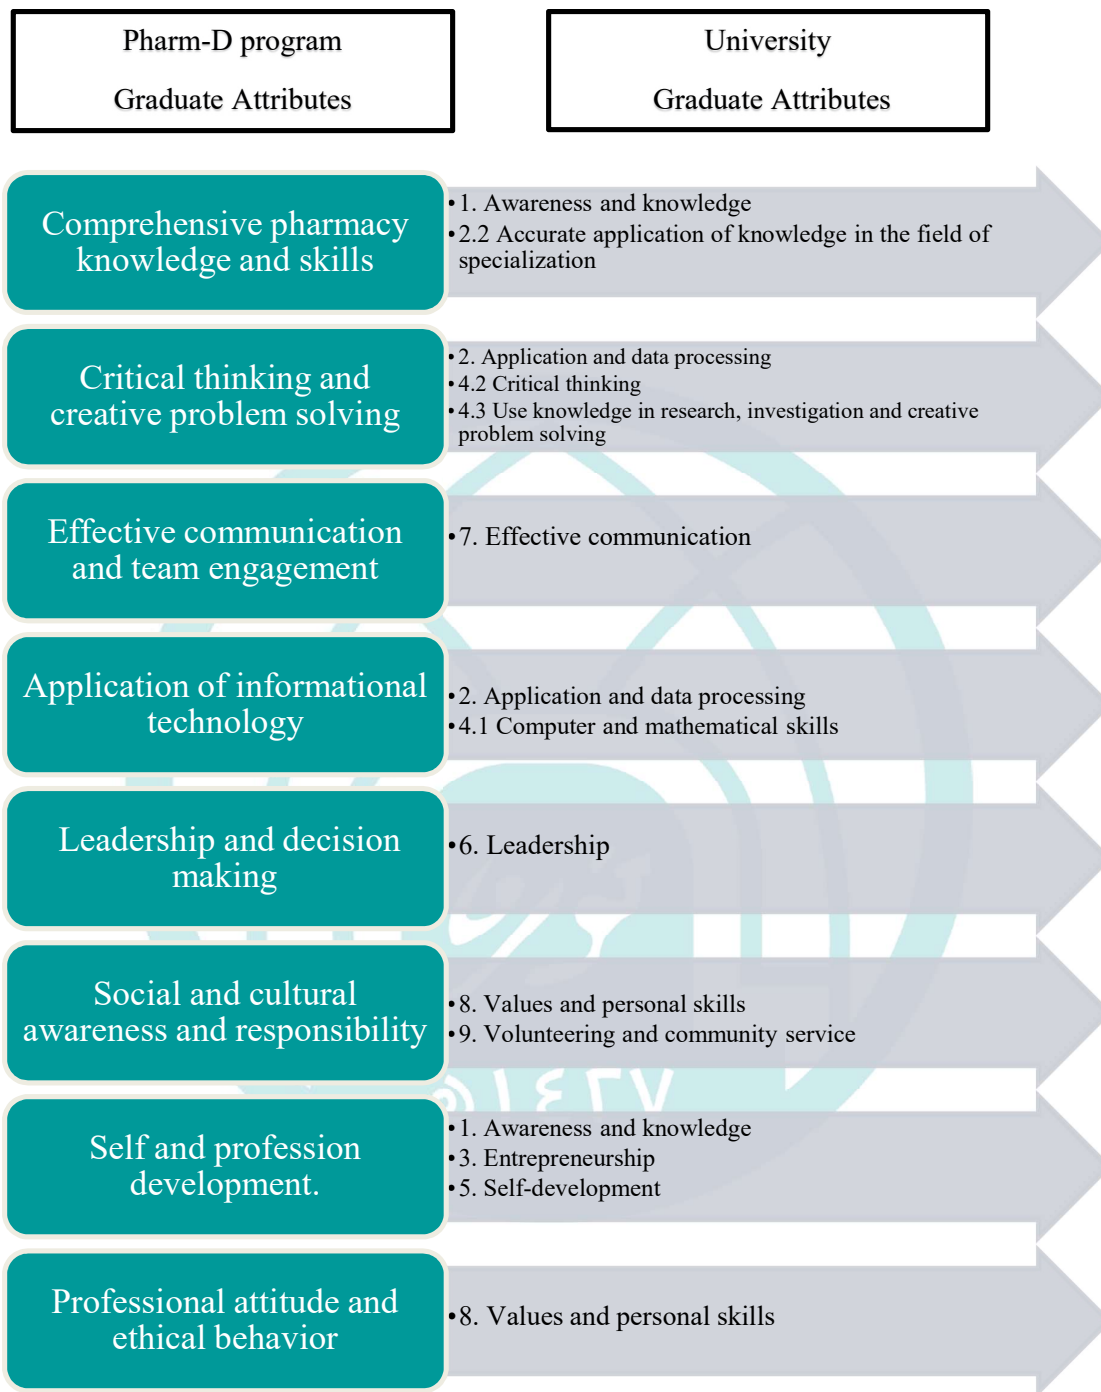 Pharm-D program
Graduate Attributes
University
Graduate Attributes
Comprehensive pharmacy
knowledge and skills
•1. Awareness and knowledge
•2.2 Accurate application of knowledge in the field of
specialization
Critical thinking and
creative problem solving
•2. Application and data processing
•4.2 Critical thinking
•4.3 Use knowledge in research, investigation and creative
problem solving
Effective communication
and team engagement
•7. Effective communication
Application of informational
technology
•2. Application and data processing
•4.1 Computer and mathematical skills
Leadership and decision
making
•6. Leadership
Social and cultural
awareness and responsibility
•8. Values and personal skills
•9. Volunteering and community service
١٤٢٧
Self and profession
development.
•1. Awareness and knowledge
•3. Entrepreneurship
•5. Self-development
Professional attitude and
ethical behavior
•8. Values and personal skills